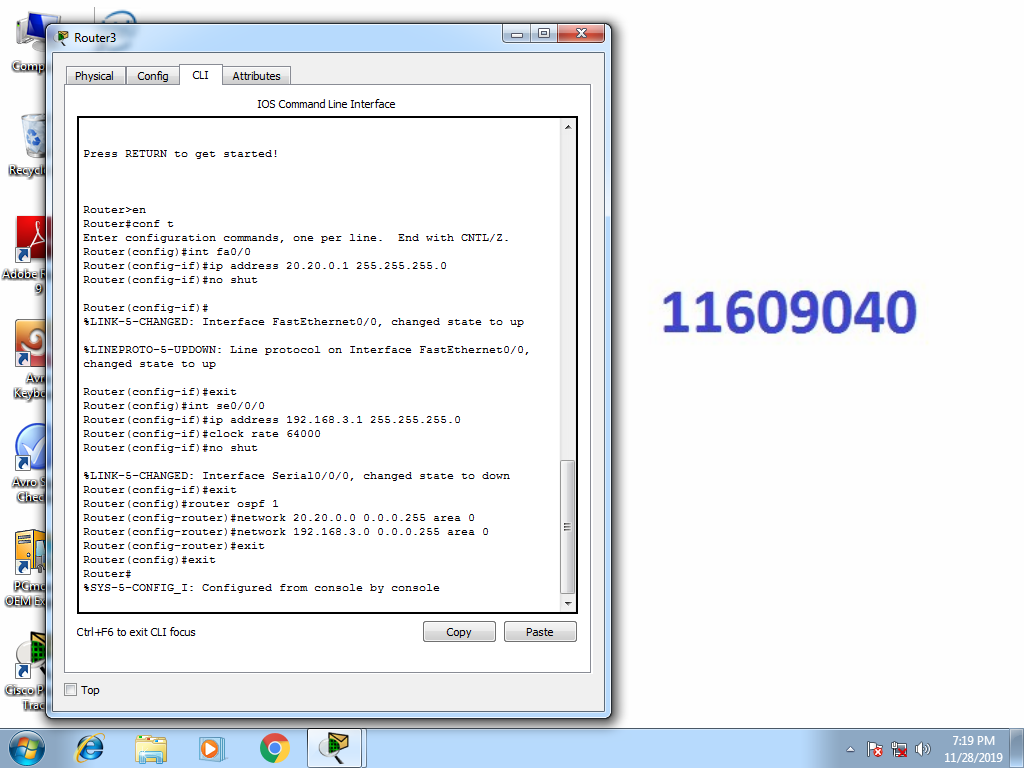 Router3
Physical Config CLI Attributes
IOS Command Line Interface
Press RETURN to get started!
Router>en
Router#conf t
Enter configuration commands, one per line.  End with CNTL/Z.
Router(config)#int fa0/0
Router(config-if)#ip address 20.20.0.1 255.255.255.0
Router(config-if)#no shut
Router(config-if)#
%LINK-5-CHANGED: Interface FastEthernet0/0, changed state to up
%LINEPROTO-5-UPDOWN: Line protocol on Interface FastEthernet0/0,
changed state to up
Router(config-if)#exit
Router(config)#int se0/0/0
Router(config-if)#ip address 192.168.3.1 255.255.255.0
Router(config-if)#clock rate 64000
Router(config-if)#no shut
%LINK-5-CHANGED: Interface Serial0/0/0, changed state to down
Router(config-if)#exit
Router(config)#router ospf 1
Router(config-router)#network 20.20.0.0 0.0.0.255 area 0
Router(config-router)#network 192.168.3.0 0.0.0.255 area 0
Router(config-router)#exit
Router(config)#exit
Router#
%SYS-5-CONFIG_I: Configured from console by console
Ctrl+F6 to exit CLI focus
Copy Paste
Top
11609040
Comp
Recycl
Adobe R
9
Avr
Keybo
Avro S
Chec
PCmo
OEM Ex
Cisco P
Trac
7:19 PM
11/28/2019